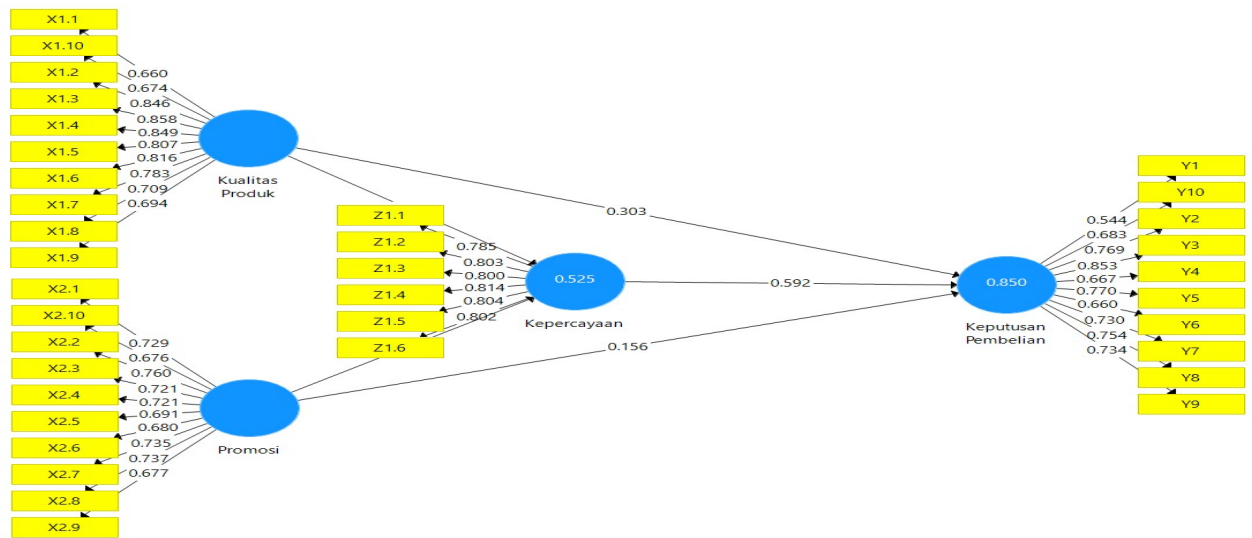 X1.1
X1.10
X1.2
X1.3
X1.4
X1.5
X1.6
X1.7
X1.8
X1.9
0.660
0.674
0.846
0.858
0.849
0.807
0.816
0.783
0.709
0.694
Kualitas
Produk
X2.1
X2.10
X2.2
X2.3
X2.4
X2.5
X2.6
X2.7
X2.8
X2.9
0.729
0.676
0.760
0.721
0.721
0.691
0.680
0.735
0.737
0.677
Promosi
Z1.1
Z1.2
Z1.3
Z1.4
Z1.5
Z1.6
0.785
0.803
0.800
0.814
0.804
0.802
0.525
Kepercayaan
0.303
0.592
0.156
0.850
Keputusan
Pembelian
0.544
0.683
0.769
0.853
0.667
0.770
0.660
0.730
0.754
0.734
Y1
Y10
Y2
Y3
Y4
Y5
Y6
Y7
Y8
Y9